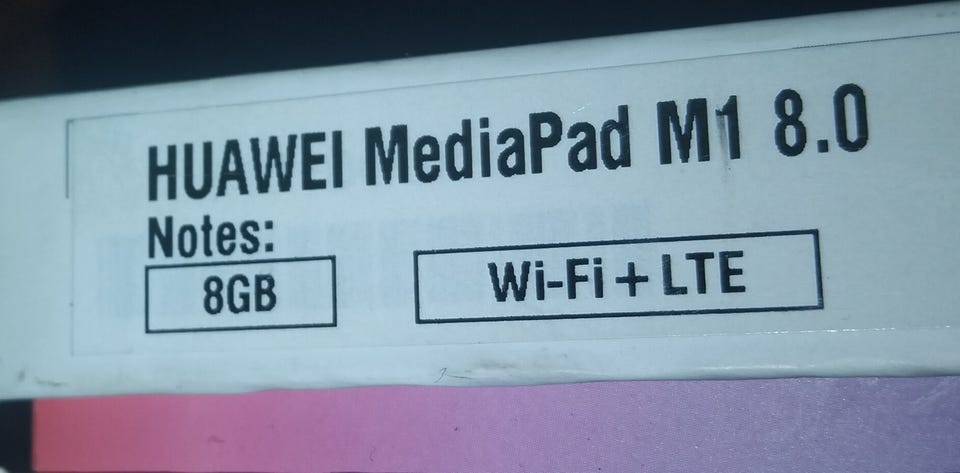 HUAWEI MediaPad M1 8.0
Notes:
8GB Wi-Fi + LTE